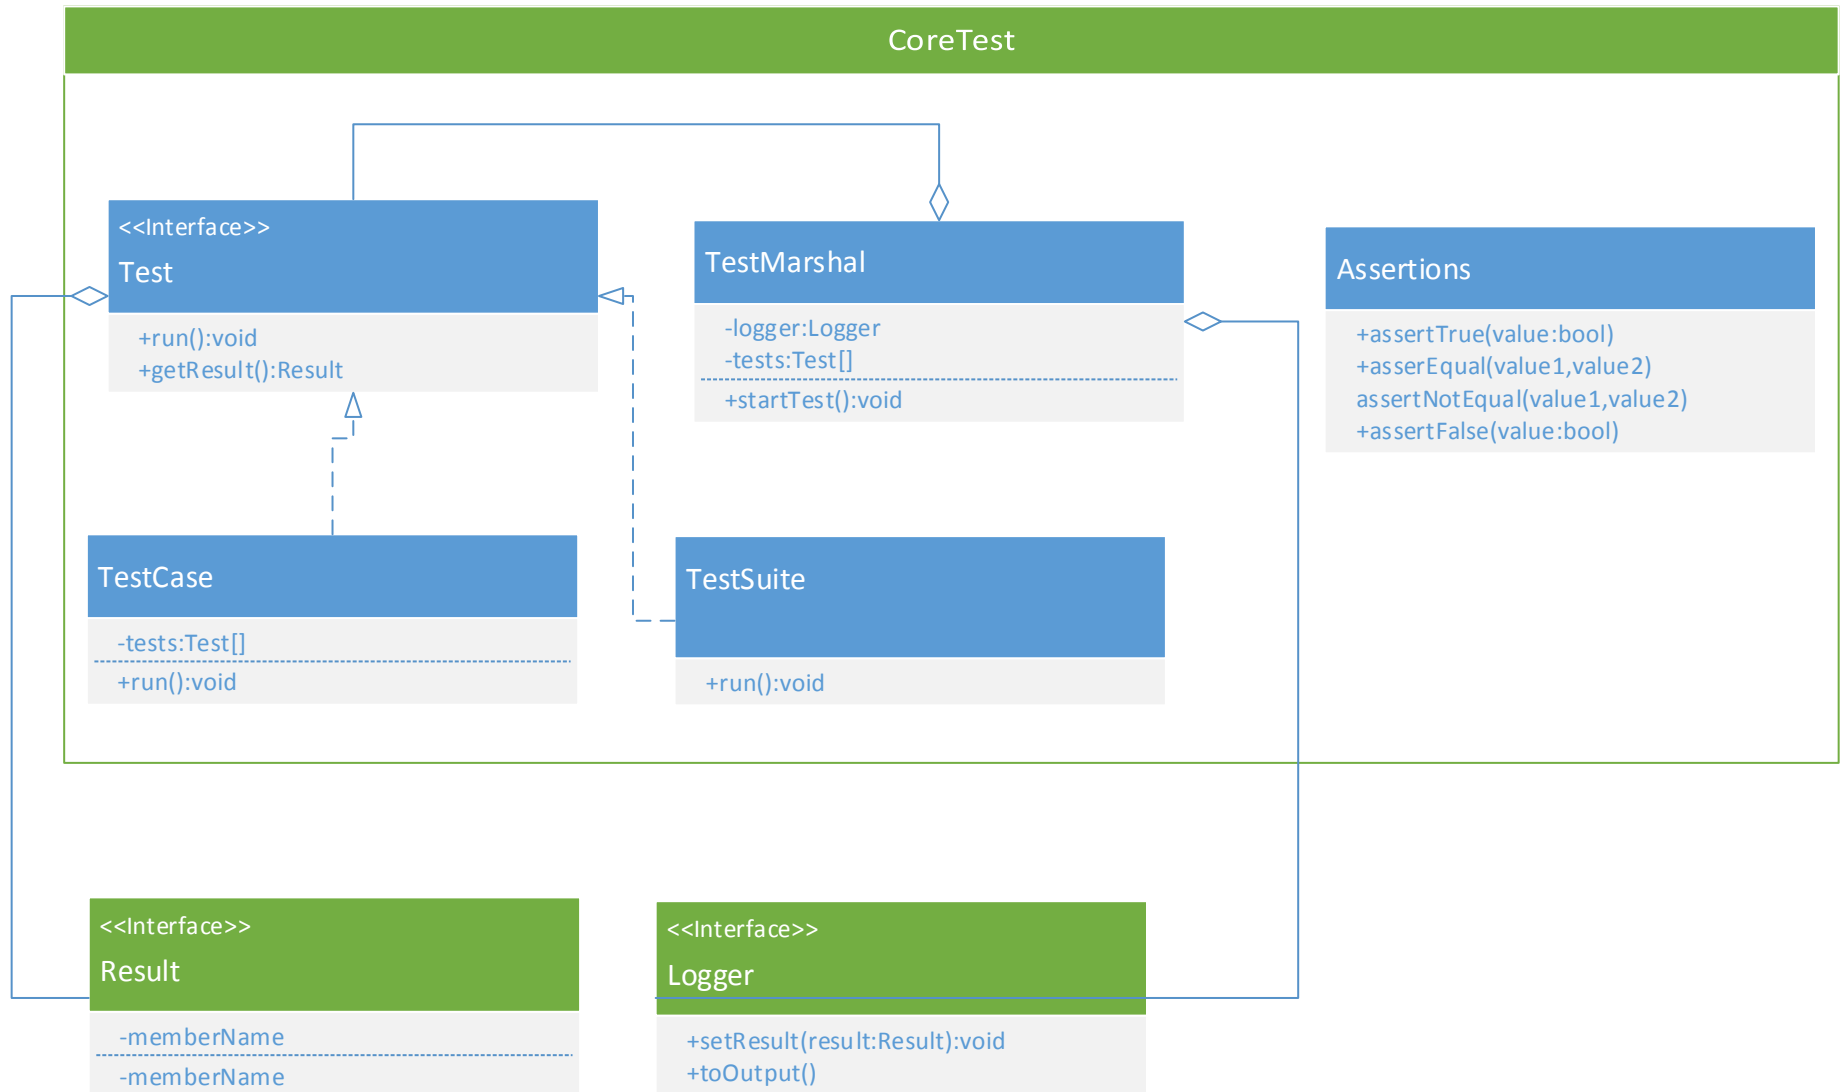 CoreTest
<<Interface>>
Test
+run():void
+getResult():Result
TestMarshal
-logger:Logger
-tests:Test[]
+startTest():void
Assertions
+assertTrue(value:bool)
+asserEqual(value1,value2)
assertNotEqual(value1,value2)
+assertFalse(value:bool)
TestCase
-tests:Test[]
+run():void
TestSuite
+run():void
<<Interface>>
Result
-memberName
-memberName
<<Interface>>
Logger
+setResult(result:Result):void
+toOutput()